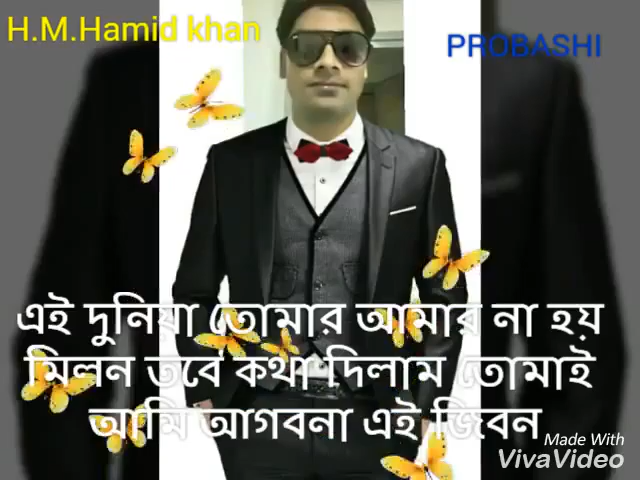 H.M.Hamid khan
PROBASHI
এই দুনিয়া তোমার আমার না হয়
মিলন তবে কথা দিলাম তোমাই
আমি আগবনা এই জিবন
Made With
VivaVideo